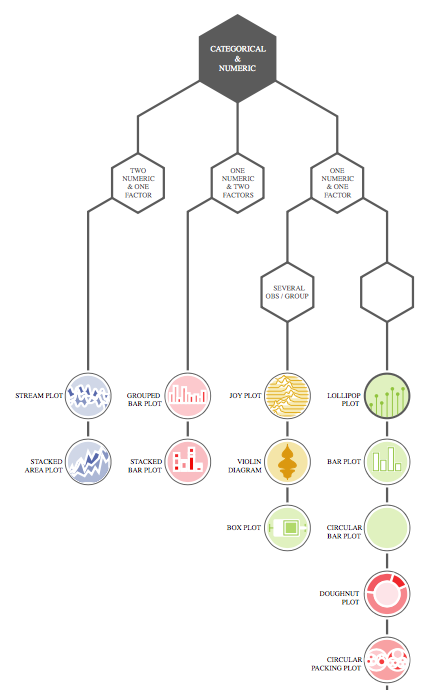 CATEGORICAL
&
NUMERIC
TWO
NUMERIC
& ONE
FACTOR
ONE
NUMERIC
& TWO
FACTORS
ONE
NUMERIC
& ONE
FACTOR
SEVERAL
OBS / GROUP
STREAM PLOT
GROUPED
BAR PLOT
JOY PLOT
LOLLIPOP
PLOT
STACKED
AREA PLOT
STACKED
BAR PLOT
VIOLIN
DIAGRAM
BAR PLOT
BOX PLOT
CIRCULAR
BAR PLOT
DOUGHNUT
PLOT
CIRCULAR
PACKING PLOT